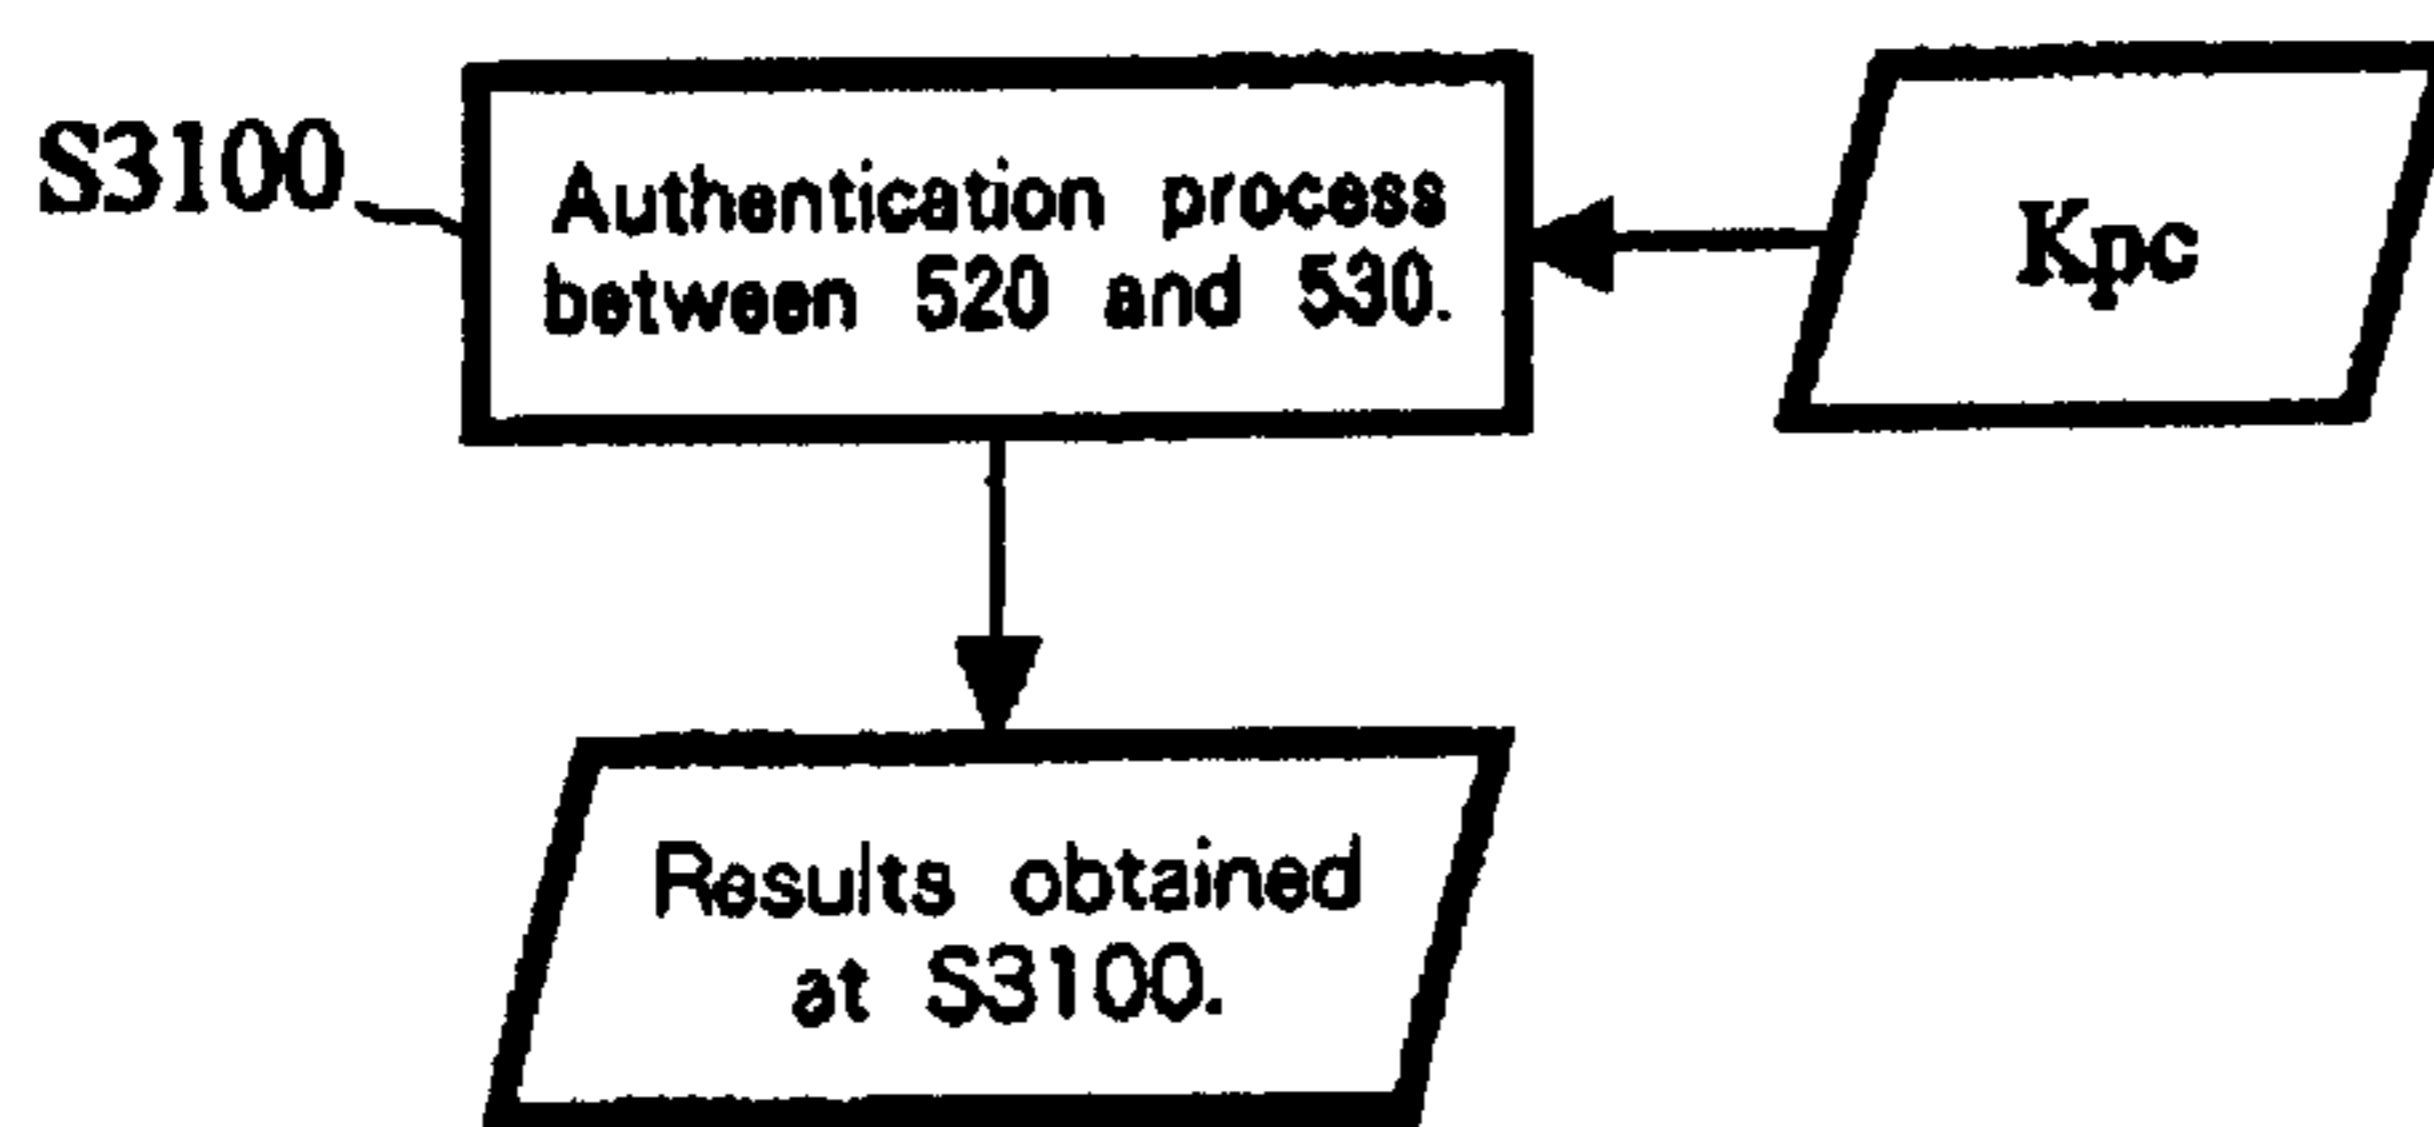 S3100
Authentication process
between 520 and 530.
Kpc
Results obtained
at S3100.